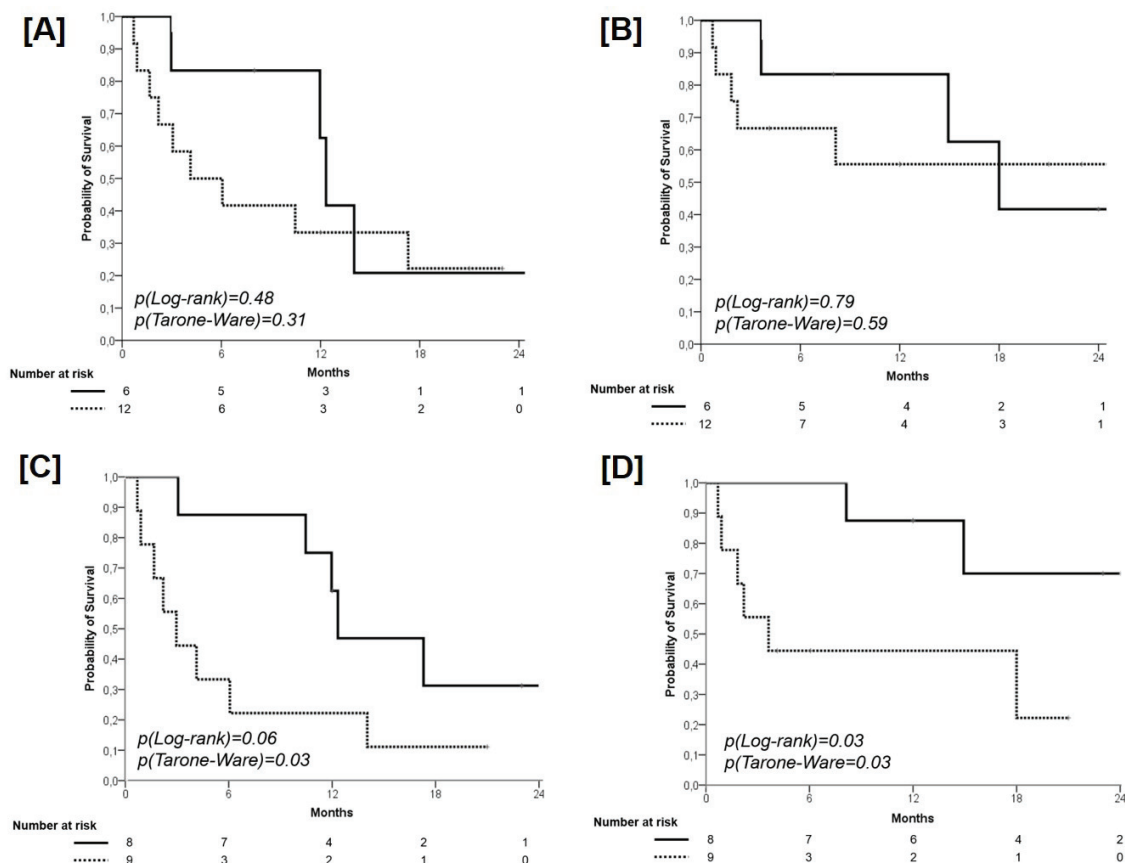 [A]
Probability of Survival
1,0
0,9
0,8
0,7
0,6
0,5
0,4
0,3
0,2
0,1
0,0
p(Log-rank)=0.48
p(Tarone-Ware)=0.31
0 6 12 18 24
Months
Number at risk
6 5 3 1 1
12 6 3 2 0
[B]
Probability of Survival
1,0
0,9
0,8
0,7
0,6
0,5
0,4
0,3
0,2
0,1
0,0
p(Log-rank)=0.79
p(Tarone-Ware)=0.59
0 6 12 18 24
Months
Number at risk
6 5 4 2 1
12 7 4 3 1
[C]
Probability of Survival
1,0
0,9
0,8
0,7
0,6
0,5
0,4
0,3
0,2
0,1
0,0
p(Log-rank)=0.06
p(Tarone-Ware)=0.03
0 6 12 18 24
Months
Number at risk
8 7 4 2 1
9 3 2 1 0
[D]
Probability of Survival
1,0
0,9
0,8
0,7
0,6
0,5
0,4
0,3
0,2
0,1
0,0
p(Log-rank)=0.03
p(Tarone-Ware=0.03
0 6 12 18 24
Months
Number at risk
8 7 6 4 2
9 3 2 1 0